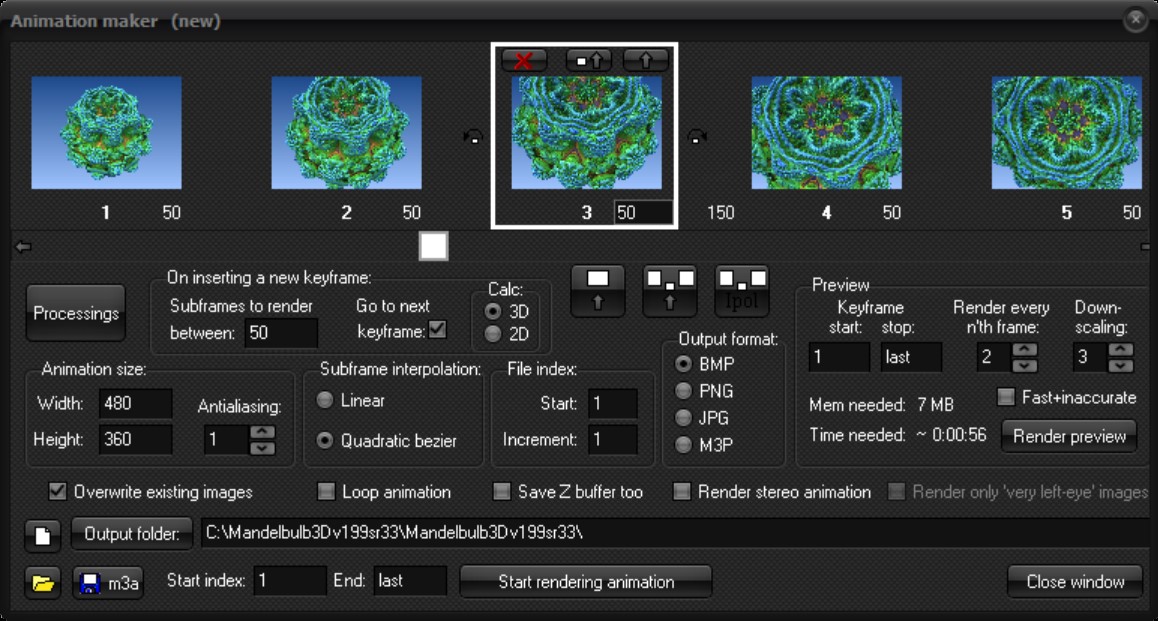 Animation maker (new)
1 50 2 50 3 50 150 4 50 5 50
On inserting a new keyframe:
Processings
Subframes to render
between: 50
Go to next
keyframe:
Calc:
3D
2D
Ipol
Preview
Keyframe
start: stop:
1 last
Render every
n'th frame:
2
Down-
scaling:
3
Animation size:
Width: 480
Height: 360
Antialiasing:
1
Subframe interpolation:
Linear
Quadratic bezier
File index:
Start: 1
Increment: 1
Output format:
BMP
PNG
JPG
M3P
Mem needed: 7 MB
Time needed: ~ 0:00:56
Fast+inaccurate
Render preview
Overwrite existing images Loop animation Save Z buffer too Render stereo animation Render only 'very left-eye' images
Output folder: C:\Mandelbulb3Dv199sr33\Mandelbulb3Dv199sr33\
m3a Start index: 1 End: last Start rendering animation Close window